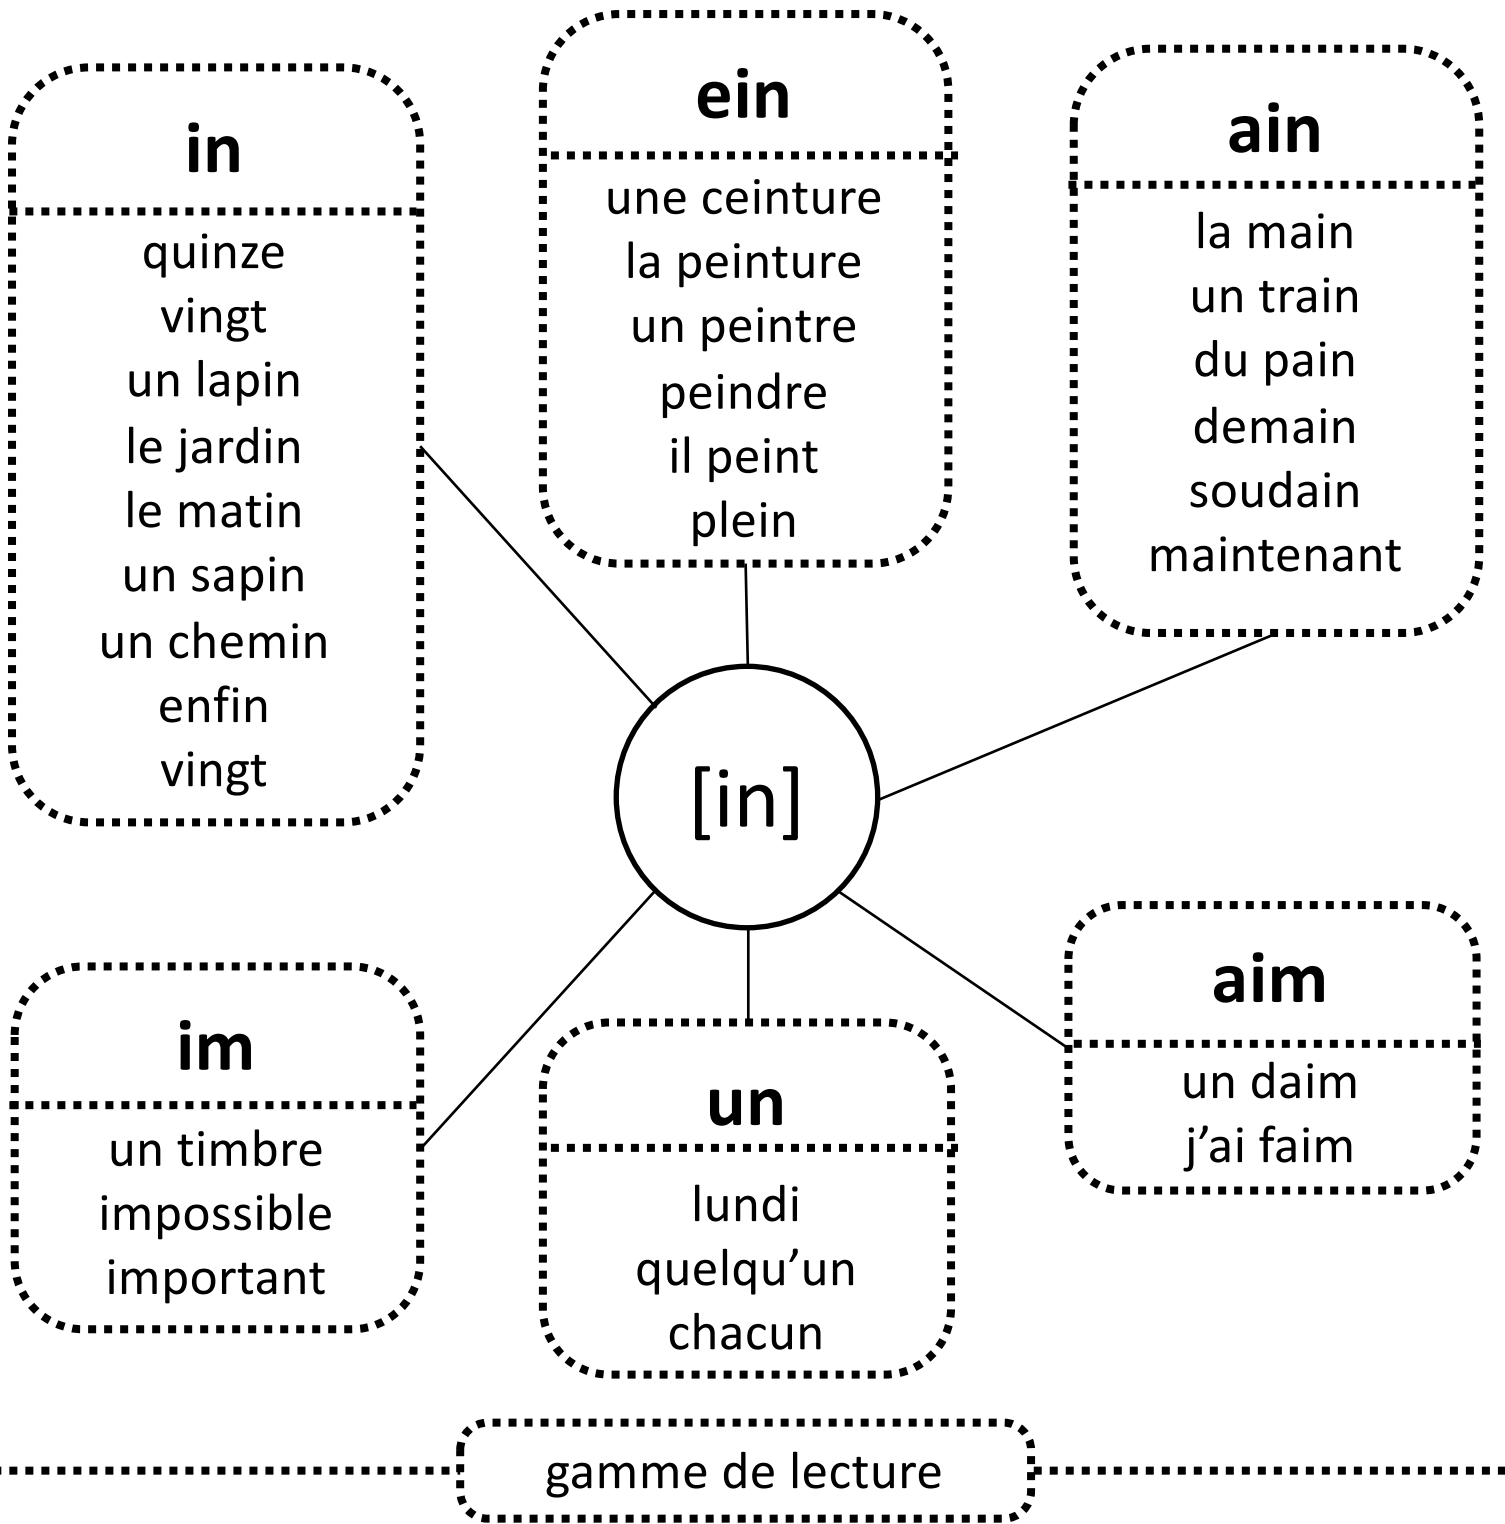 in
quinze
vingt
un lapin
le jardin
le matin
un sapin
un chemin
enfin
vingt
ein
une ceinture
la peinture
un peintre
peindre
il peint
plein
ain
la main
un train
du pain
demain
soudain
maintenant
[in]
im
un timbre
impossible
important
un
lundi
quelqu’un
chacun
aim
un daim
j’ai faim
gamme de lecture